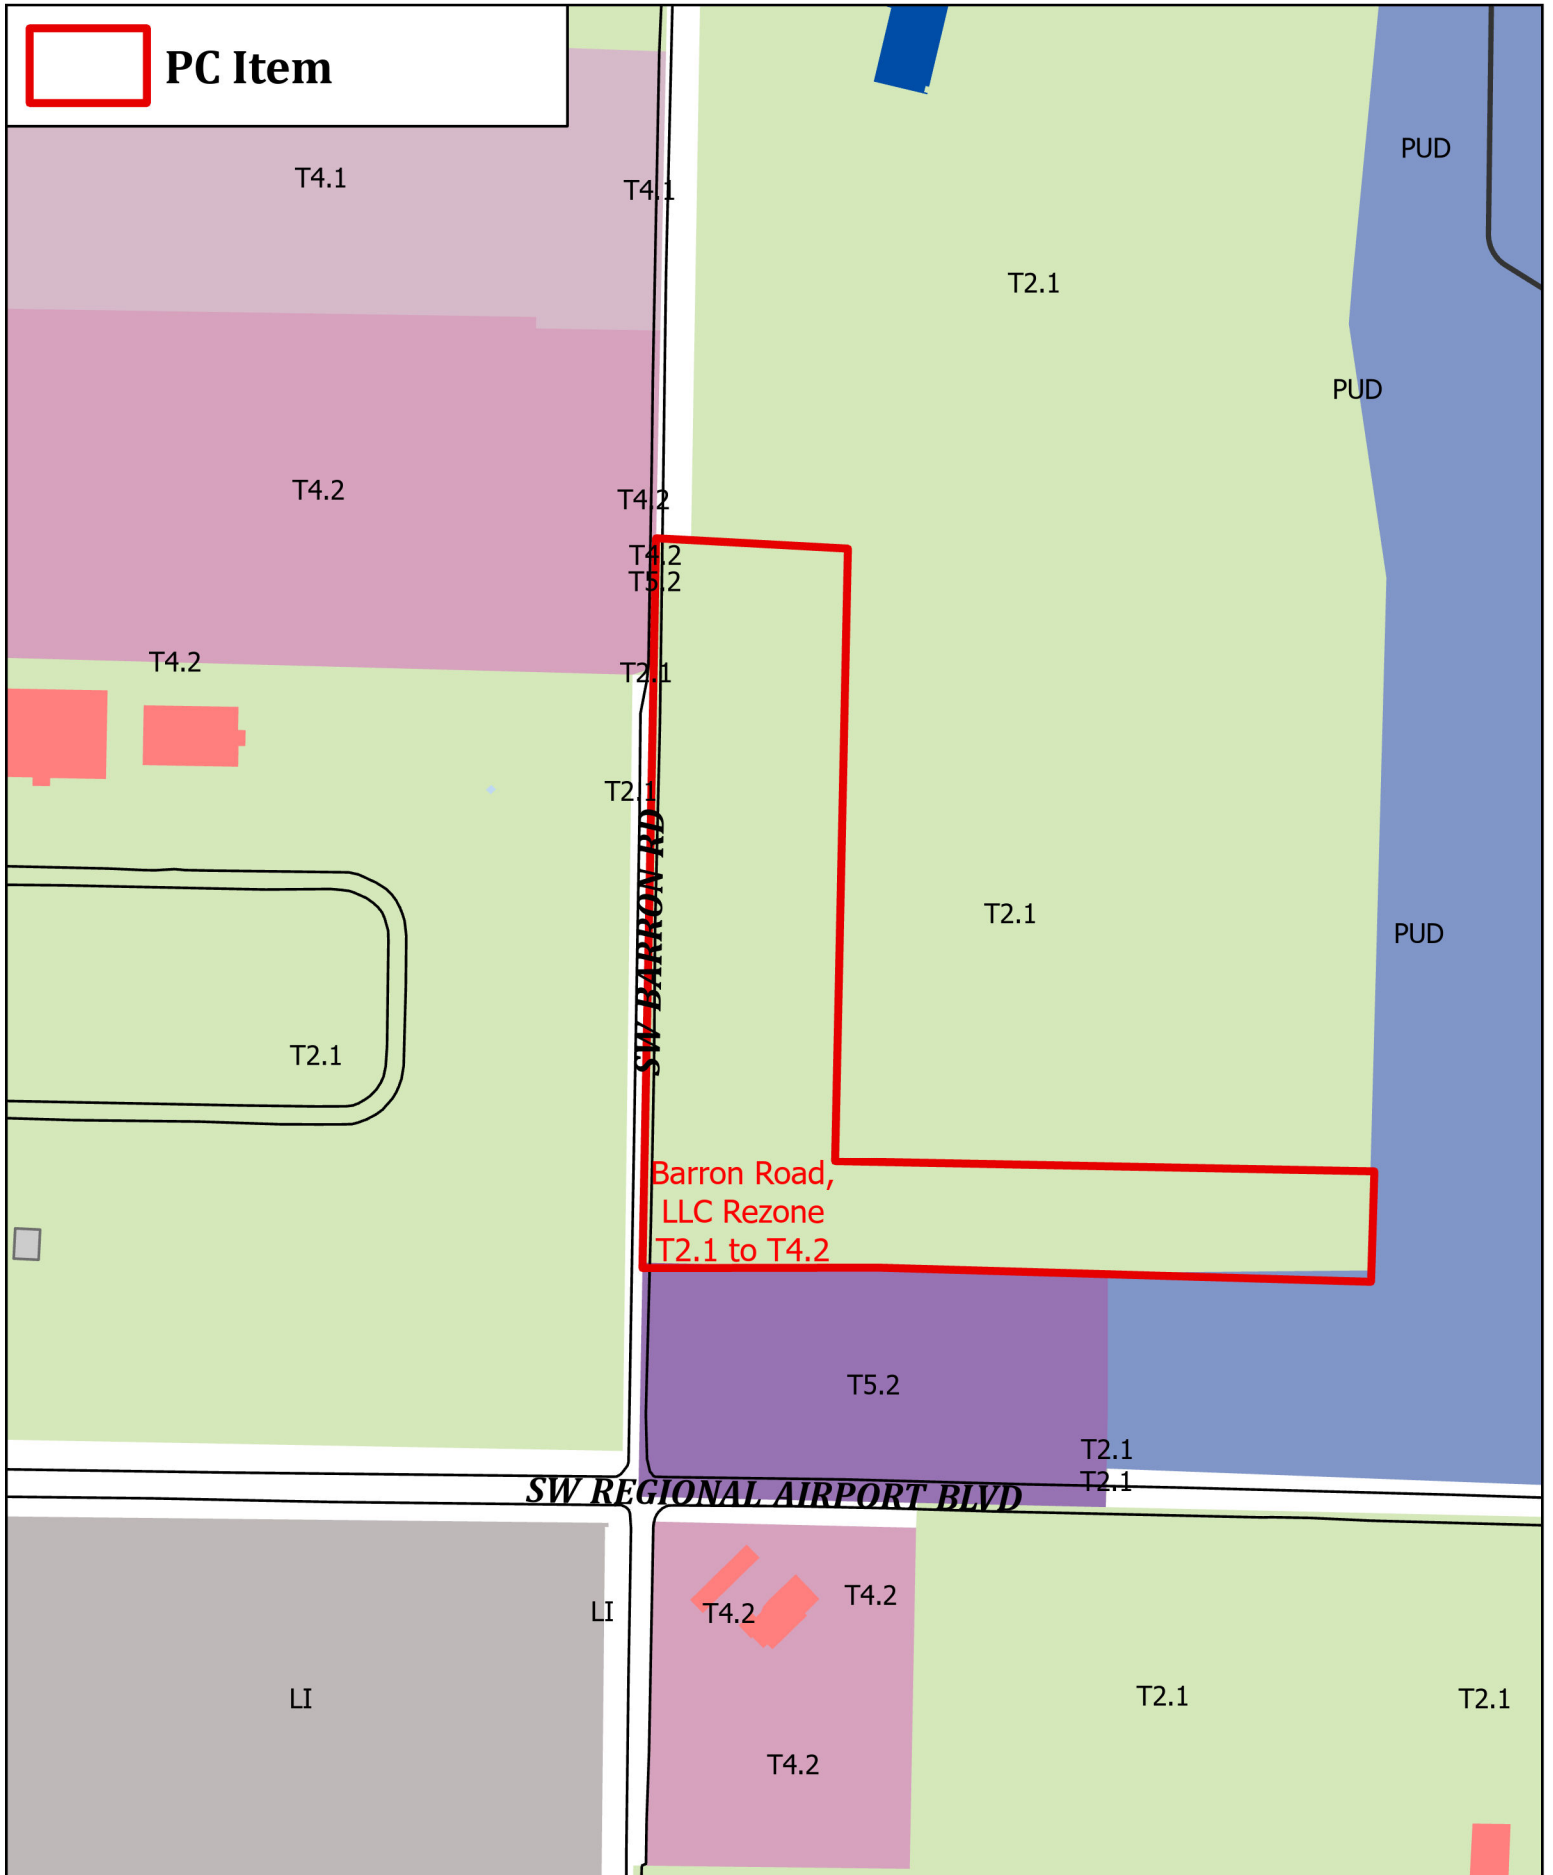 PC Item
PUD
T4.1
T4.1
T2.1
PUD
T4.2
T4.2
T4.2
T5.2
T4.2
T2.1
T2.1
SW BARRON RD
T2.1
PUD
T2.1
Barron Road,
LLC Rezone
T2.1 to T4.2
T5.2
T2.1
T2.1
SW REGIONAL AIRPORT BLVD
T4.2
LI
T4.2
LI
T2.1
T2.1
T4.2